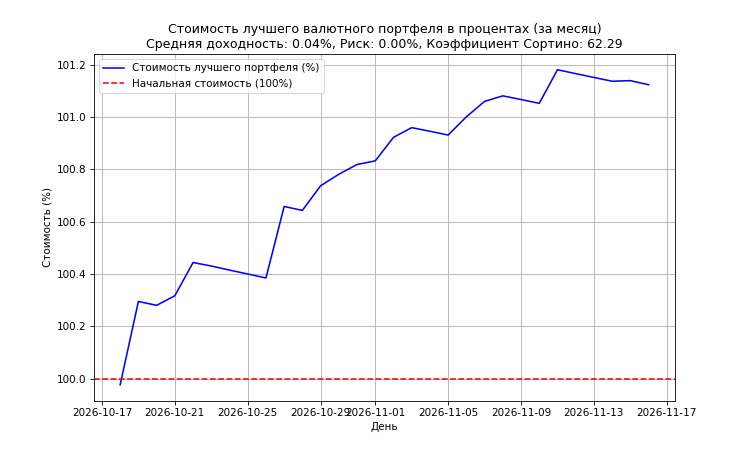 Стоимость лучшего валютного портфеля в процентах (за месяц)
Средняя доходность: 0.04%, Риск: 0.00%, Коэффициент Сортино: 62.29
Стоимость лучшего портфеля (%)
Начальная стоимость (100%)
Стоимость (%)
101.2
101.0
100.8
100.6
100.4
100.2
100.0
2026-10-17 2026-10-21 2026-10-25 2026-10-29 2026-11-01 2026-11-05 2026-11-09 2026-11-13 2026-11-17
День